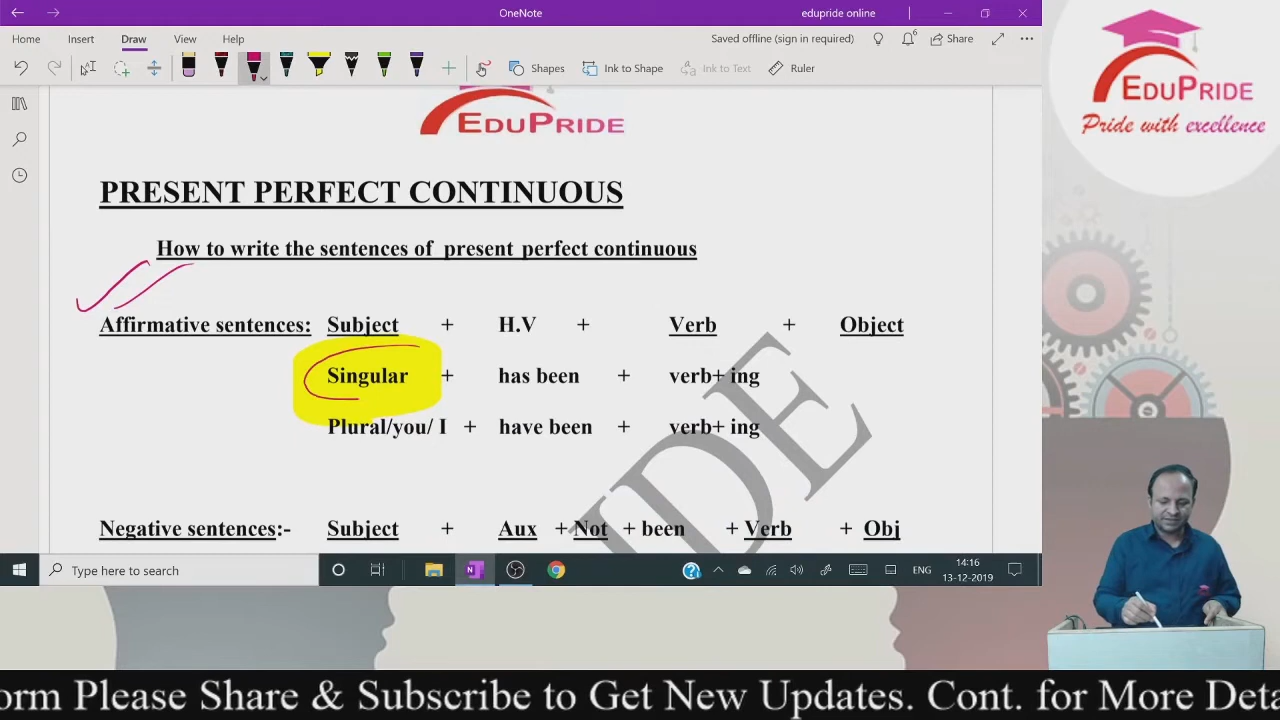 OneNote
edupride online
Home Insert Draw View Help
Saved offline (sign in required)
Share
Shapes Ink to Shape Ink to Text Ruler
EDUPRIDE
EDUPRIDE
Pride with excellence
PRESENT PERFECT CONTINUOUS
How to write the sentences of present perfect continuous
Affirmative sentences: Subject + H.V + Verb + Object
Singular + has been + verb+ ing
Plural/you/ I + have been + verb+ ing
Negative sentences:- Subject + Aux + Not + been + Verb + Obj
Type here to search
ENG
14:16
13-12-2019
orm Please Share & Subscribe to Get New Updates. Cont. for More Deta